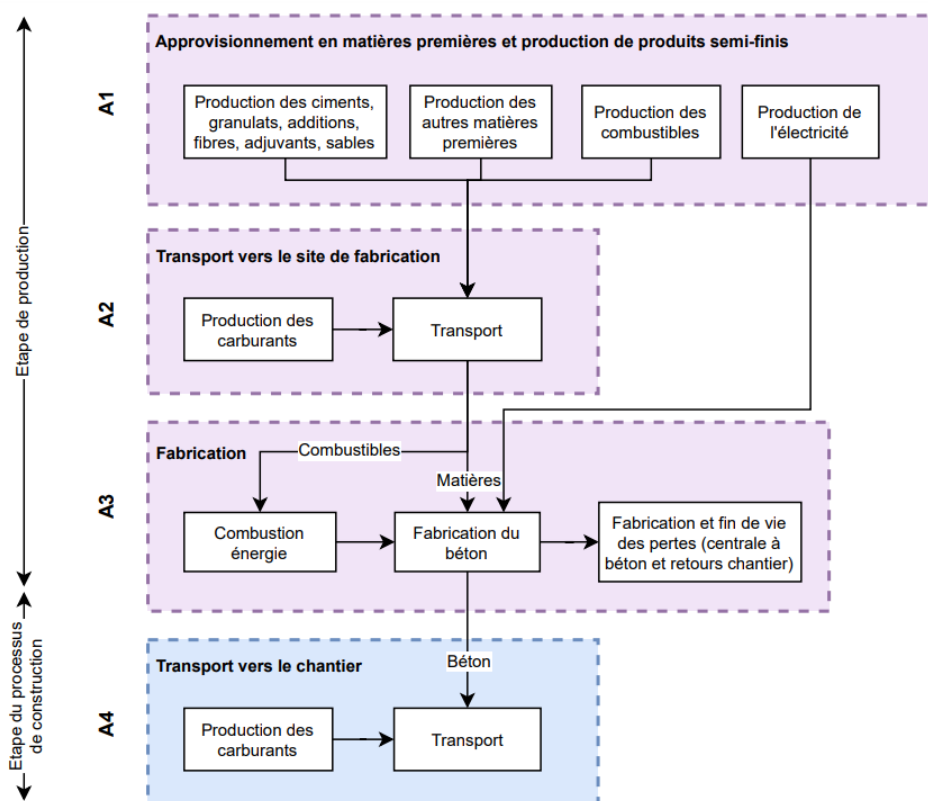 Approvisionnement en matières premières et production de produits semi-finis
A1
Production des ciments,
granulats, additions,
fibres, adjuvants, sables
Production des
autres matières
premières
Production des
combustibles
Production de
l'électricité
Etape de production
Transport vers le site de fabrication
A2
Production des
carburants
Transport
Fabrication
Combustibles
Matières
A3
Combustion
énergie
Fabrication du
béton
Fabrication et fin de vie
des pertes (centrale à
béton et retours chantier)
Etape du processus
de construction
Transport vers le chantier
Béton
A4
Production des
carburants
Transport